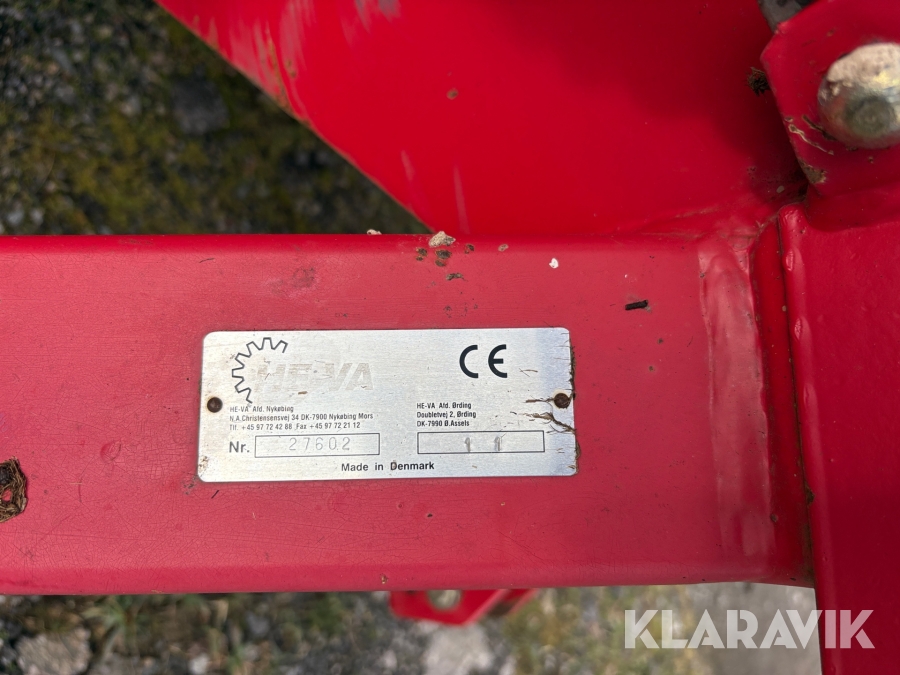 HE-VA
CE
HE-VA Afd. Nykøbing
N.A.Christensensvej 34 DK-7900 Nykøbing Mors
Tlf. +45 97 72 42 88 Fax +45 97 72 21 12
HE-VA Afd. Ørding
Doubletvej 2, Ørding
DK-7990 Ø.Assels
Nr. 27602
11
Made in Denmark
KLARAVIK